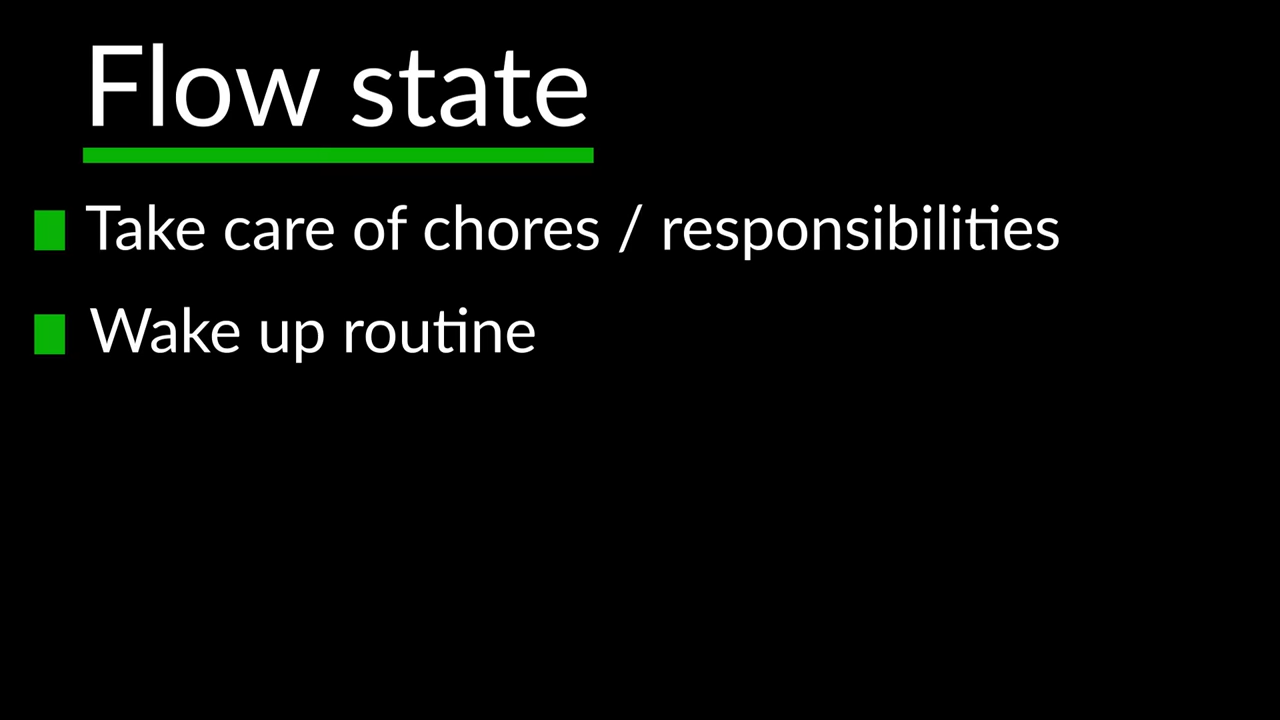 Flow state
Take care of chores / responsibilities
Wake up routine